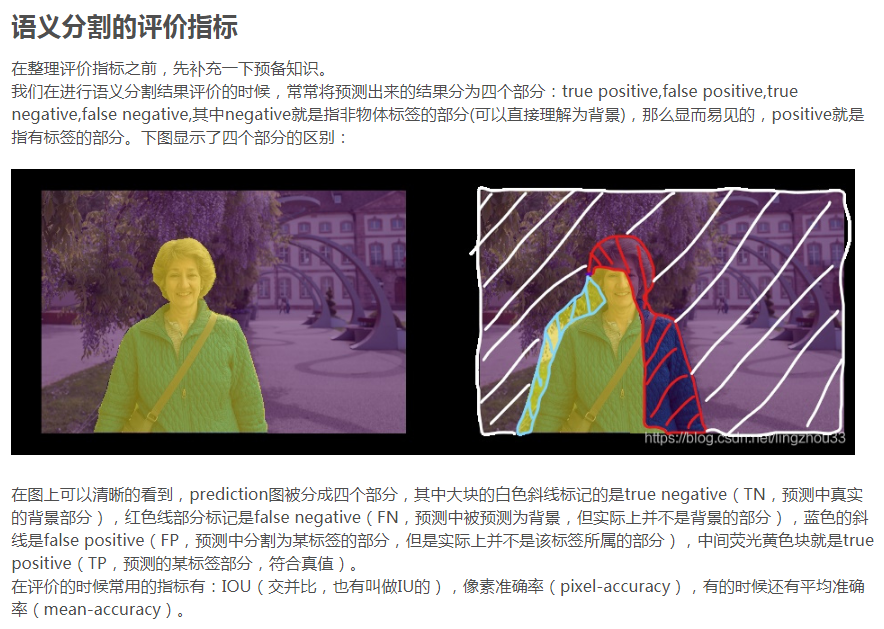 语义分割的评价指标
在整理评价指标之前，先补充一下预备知识。
我们在进行语义分割结果评价的时候，常常将预测出来的结果分为四个部分：true positive,false positive,true
negative,false negative,其中negative就是指非物体标签的部分(可以直接理解为背景)，那么显而易见的，positive就是
指有标签的部分。下图显示了四个部分的区别：
https://blog.csdn.net/lingzhou33
在图上可以清晰的看到，prediction图被分成四个部分，其中大块的白色斜线标记的是true negative（TN，预测中真实
的背景部分），红色线部分标记是false negative（FN，预测中被预测为背景，但实际上并不是背景的部分），蓝色的斜
线是false positive（FP，预测中分割为某标签的部分，但是实际上并不是该标签所属的部分），中间荧光黄色块就是true
positive（TP，预测的某标签部分，符合真值）。
在评价的时候常用的指标有：IOU（交并比，也有叫做IU的），像素准确率（pixel-accuracy），有的时候还有平均准确
率（mean-accuracy）。